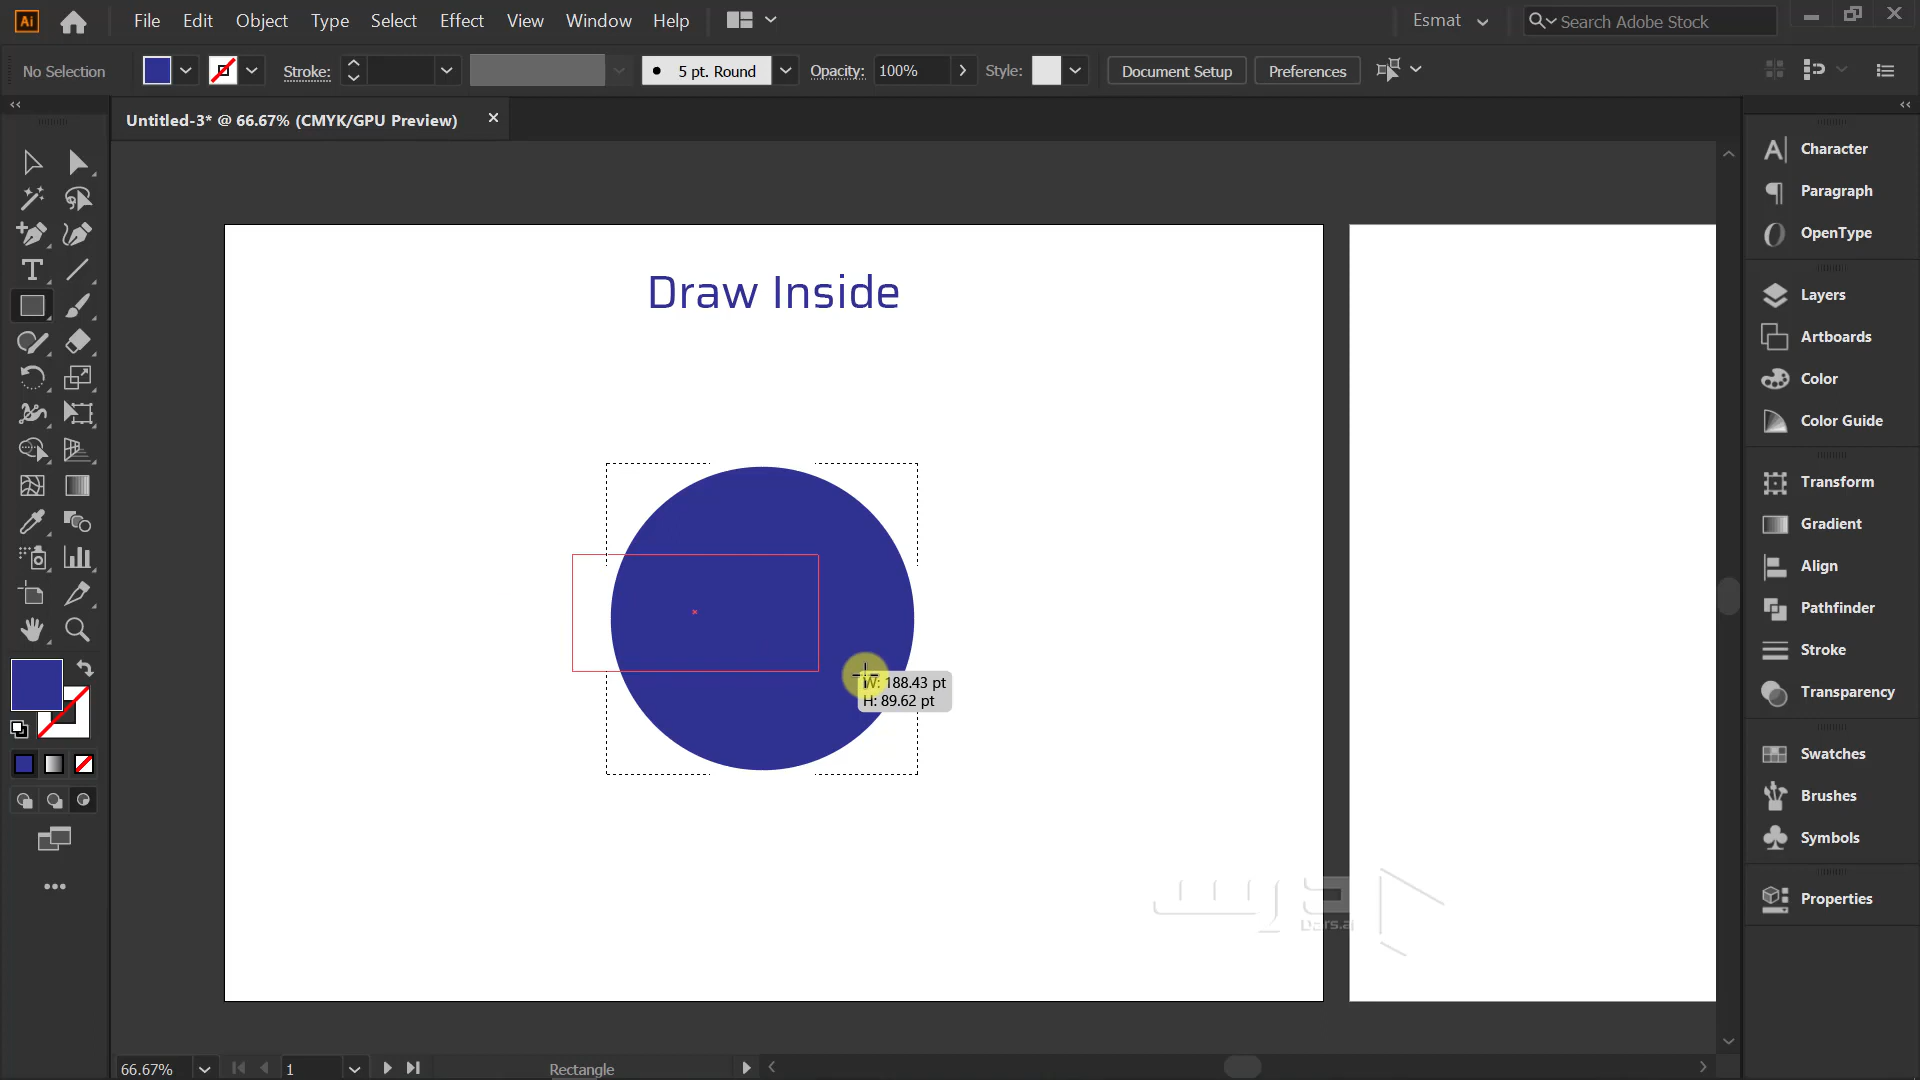 Ai File Edit Object Type Select Effect View Window Help Esmat Search Adobe Stock
No Selection Stroke: 5 pt. Round Opacity: 100% Style: Document Setup Preferences
Untitled-3* @ 66.67% (CMYK/GPU Preview)
Draw Inside
W: 188.43 pt
H: 89.62 pt
Character
Paragraph
OpenType
Layers
Artboards
Color
Color Guide
Transform
Gradient
Align
Pathfinder
Stroke
Transparency
Swatches
Brushes
Symbols
Properties
66.67% 1 Rectangle